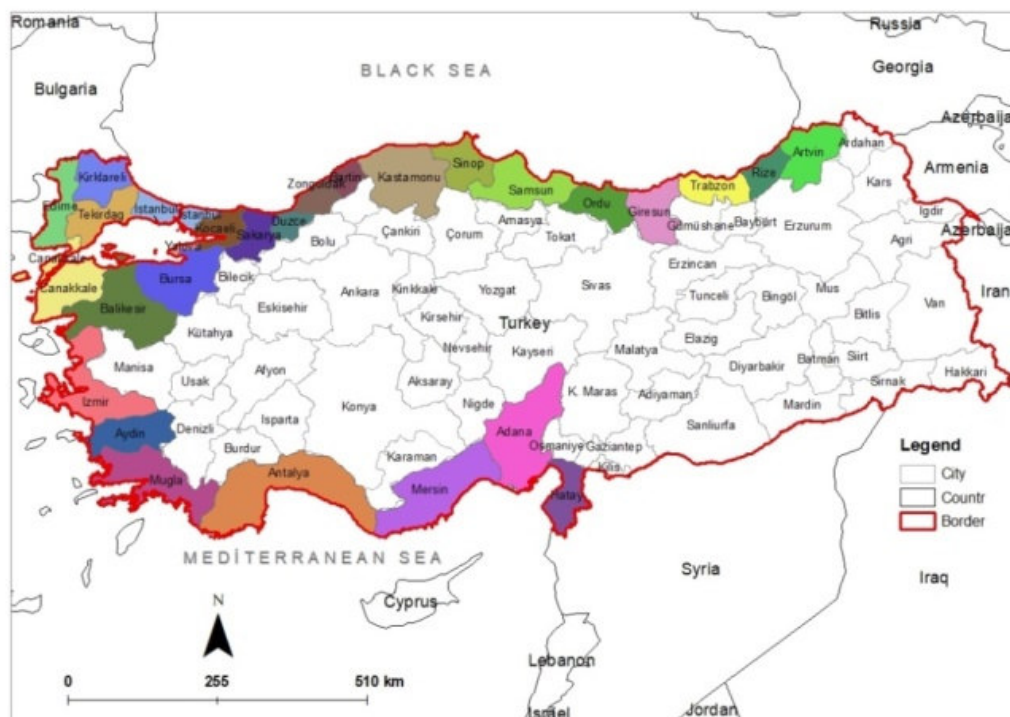 Romania
Russia
BLACK SEA
Georgia
Bulgaria
Azerbaija
Ardahan
Artvin
Armenia
Sinop
Rize
Bartin
Kirklareli
Kastamonu
Zonguldak
Kars
Samsun
Trabzon
Edirne
Istanbul
Istanbul
Ordu
Giresun
Tekirdag
Igdir
Kocaeli
Duzce
Amasya
Gümüshane
Bayburt
Erzurum
Azerbaija
Sakarya
Çankiri
Çorum
Tokat
Agri
Bolu
Yalova
Canakkale
Erzincan
Bursa
Bilecik
Canakkale
Ankara
Kirikkale
Yozgat
Sivas
Mus
Iran
Tunceli
Bingöl
Van
Balikesir
Eskisehir
Bitlis
Kirsehir
Turkey
Kütahya
Elazig
Nevsehir
Kayseri
Malatya
Batman
Siirt
Manisa
Afyon
Diyarbakir
Hakkari
Usak
Aksaray
Sirnak
K. Maras
Adiyaman
Izmir
Nigde
Mardin
Konya
Isparta
Sanliurfa
Aydin
Denizli
Adana
Burdur
Osmaniye
Gaziantep
Legend
Karaman
Kilis
City
Antalya
Mugla
Mersin
Hatay
Countr
Border
MEDİTERRANEAN SEA
Syria
Iraq
N
Cyprus
Lebanon
0 255 510 km
Jordan